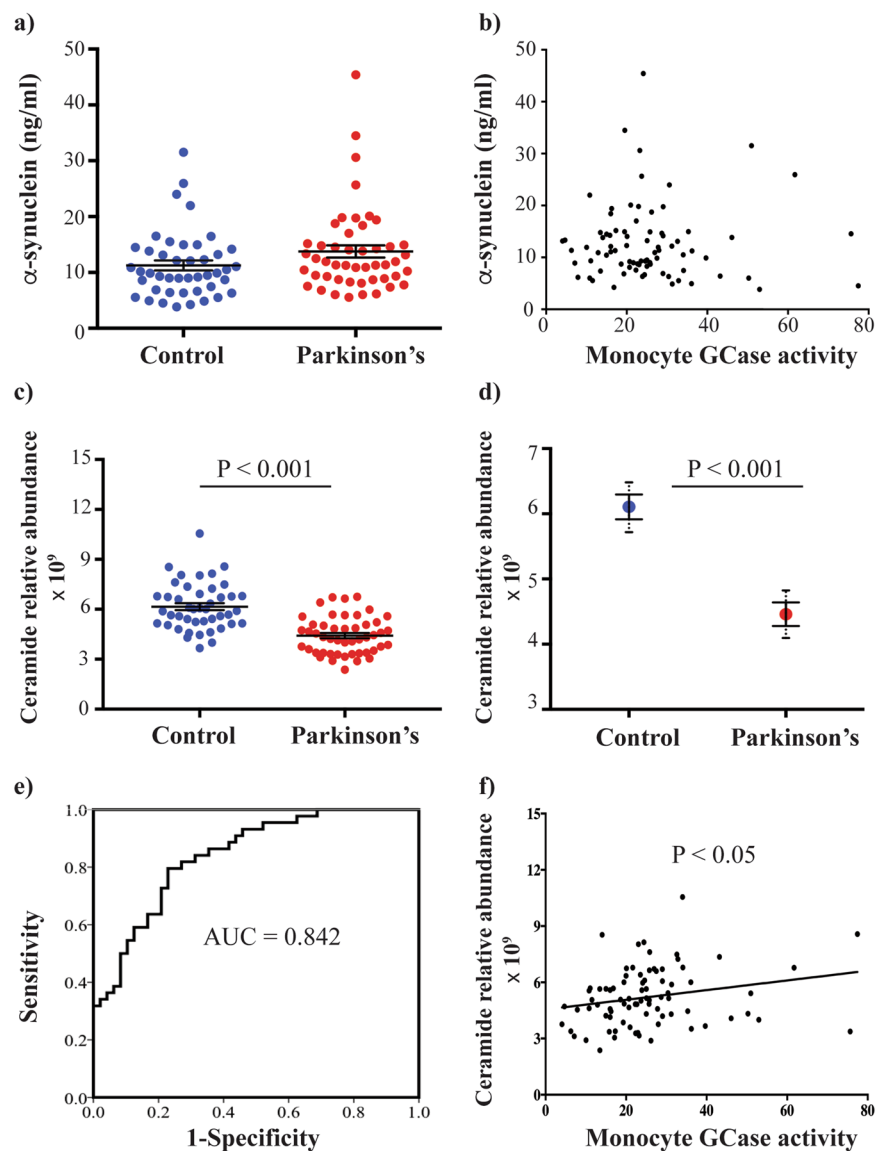 a)
α-synuclein (ng/ml)
50
40
30
20
10
0
Control
Parkinson’s
b)
α-synuclein (ng/ml)
50
40
30
20
10
0
0
20
40
60
80
Monocyte GCase activity
c)
Ceramide relative abundance
x 10⁹
15
12
9
6
3
0
P < 0.001
Control
Parkinson’s
d)
Ceramide relative abundance
x 10⁹
7
6
5
4
3
P < 0.001
Control
Parkinson’s
e)
Sensitivity
1.0
0.8
0.6
0.4
0.2
0.0
AUC = 0.842
0.0
0.2
0.4
0.6
0.8
1.0
1-Specificity
f)
Ceramide relative abundance
x 10⁹
15
12
9
6
3
0
P < 0.05
0
20
40
60
80
Monocyte GCase activity